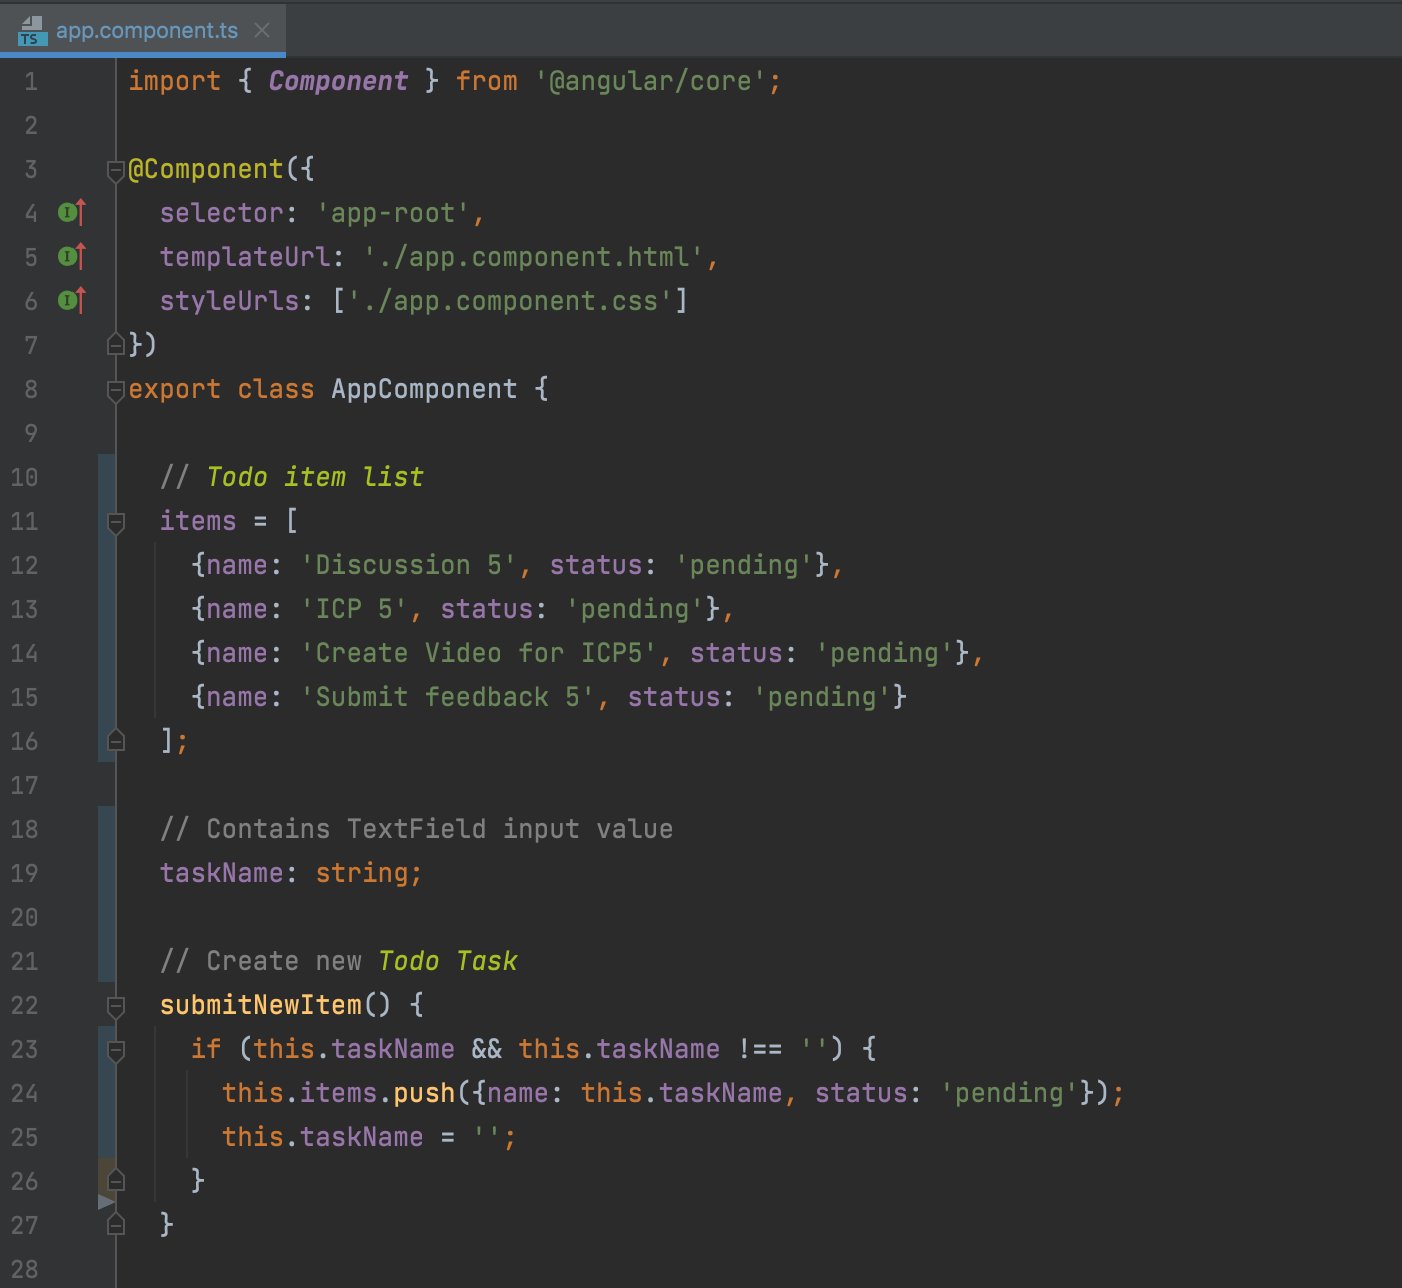 app.component.ts
1 import { Component } from '@angular/core';
2
3 @Component({
4   selector: 'app-root',
5   templateUrl: './app.component.html',
6   styleUrls: ['./app.component.css']
7 })
8 export class AppComponent {
9
10   // Todo item list
11   items = [
12     {name: 'Discussion 5', status: 'pending'},
13     {name: 'ICP 5', status: 'pending'},
14     {name: 'Create Video for ICP5', status: 'pending'},
15     {name: 'Submit feedback 5', status: 'pending'}
16   ];
17
18   // Contains TextField input value
19   taskName: string;
20
21   // Create new Todo Task
22   submitNewItem() {
23     if (this.taskName && this.taskName !== '') {
24       this.items.push({name: this.taskName, status: 'pending'});
25       this.taskName = '';
26     }
27   }
28